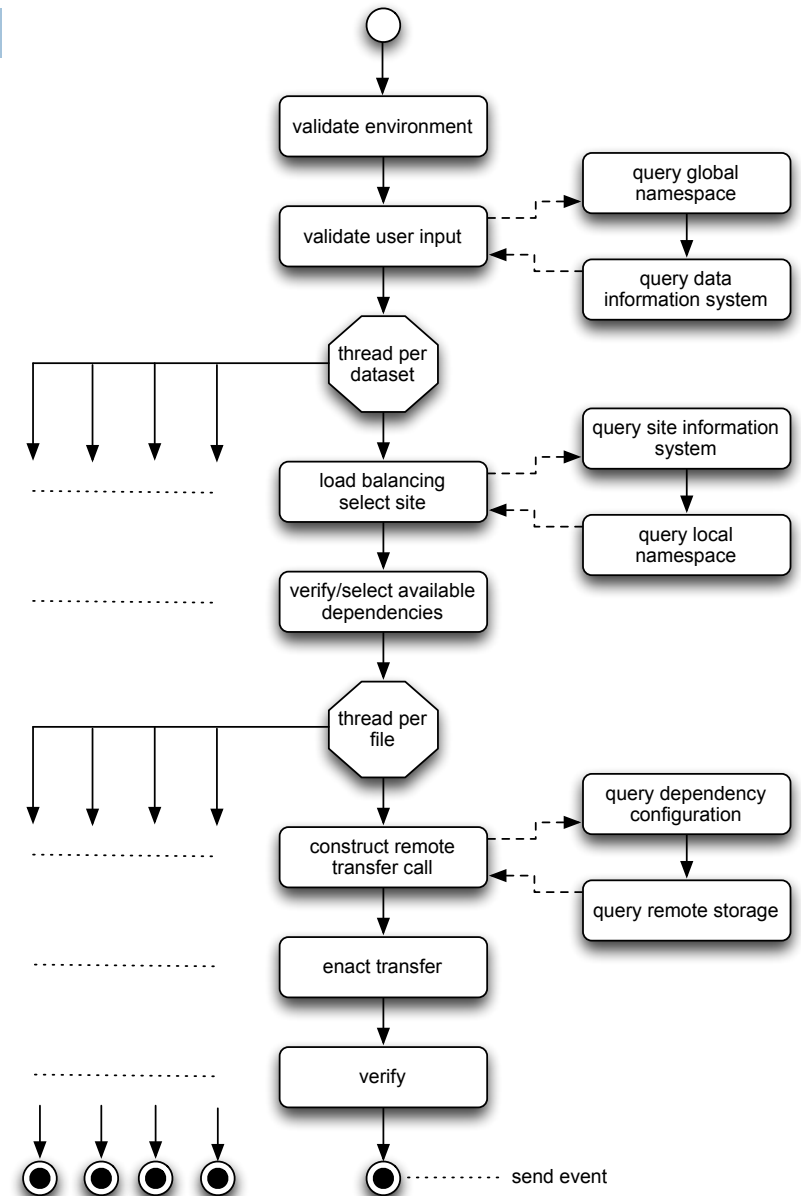 validate environment
query global
namespace
validate user input
query data
information system
thread per
dataset
query site information
system
load balancing
select site
query local
namespace
verify/select available
dependencies
thread per
file
query dependency
configuration
construct remote
transfer call
query remote storage
enact transfer
verify
send event